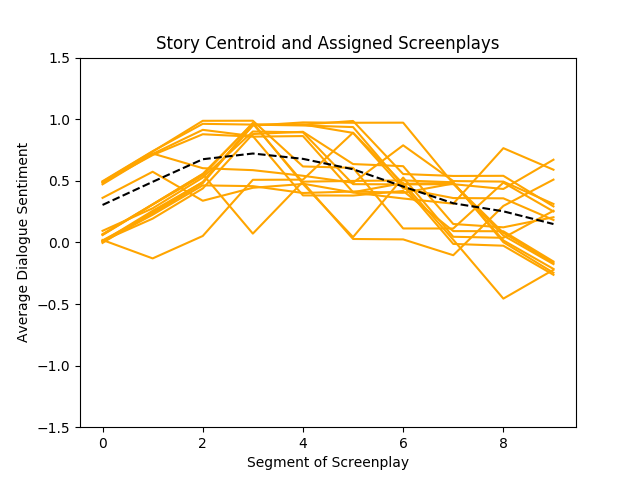 Story Centroid and Assigned Screenplays
1.5
1.0
0.5
0.0
−0.5
−1.0
−1.5
Average Dialogue Sentiment
0 2 4 6 8
Segment of Screenplay